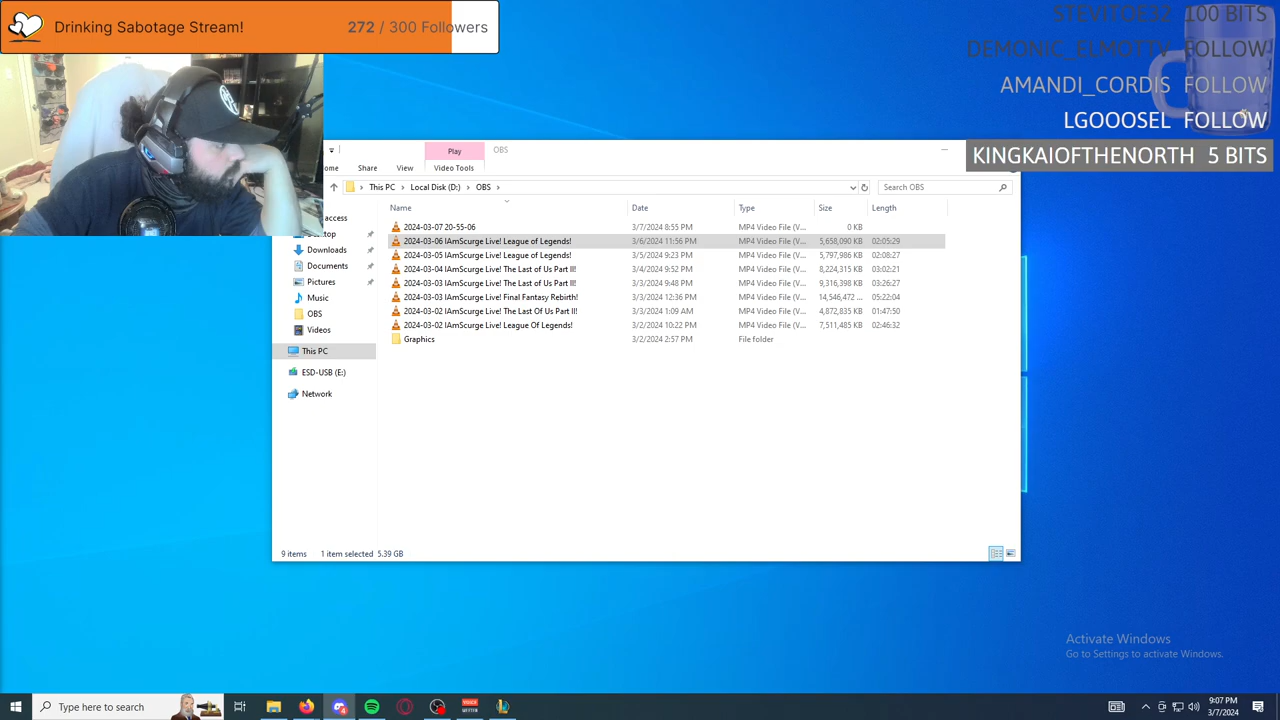 Drinking Sabotage Stream! 272 / 300 Followers
STEVITOE32 100 BITS
DEMONIC_ELMOTTV FOLLOW
AMANDI_CORDIS FOLLOW
LGOOOSEL FOLLOW
KINGKAIOFTHENORTH 5 BITS
Play OBS
ome Share View Video Tools
This PC Local Disk (D:) OBS Search OBS
Name Date Type Size Length
access
Downloads
Documents
Pictures
Music
OBS
Videos
This PC
ESD-USB (E:)
Network
2024-03-07 20-55-06 3/7/2024 8:55 PM MP4 Video File (V... 0 KB
2024-03-06 IAmScurge Live! League of Legends! 3/6/2024 11:56 PM MP4 Video File (V... 5,658,090 KB 02:05:29
2024-03-05 IAmScurge Live! League of Legends! 3/5/2024 9:23 PM MP4 Video File (V... 5,797,986 KB 02:08:27
2024-03-04 IAmScurge Live! The Last of Us Part II! 3/4/2024 9:52 PM MP4 Video File (V... 8,224,315 KB 03:02:21
2024-03-03 IAmScurge Live! The Last of Us Part II! 3/3/2024 9:48 PM MP4 Video File (V... 9,316,398 KB 03:26:27
2024-03-03 IAmScurge Live! Final Fantasy Rebirth! 3/3/2024 12:36 PM MP4 Video File (V... 14,546,472 ... 05:22:04
2024-03-02 IAmScurge Live! The Last Of Us Part II! 3/3/2024 1:09 AM MP4 Video File (V... 4,872,835 KB 01:47:50
2024-03-02 IAmScurge Live! League Of Legends! 3/2/2024 10:22 PM MP4 Video File (V... 7,511,485 KB 02:46:32
Graphics 3/2/2024 2:57 PM File folder
9 items 1 item selected 5.39 GB
Activate Windows
Go to Settings to activate Windows.
Type here to search
9:07 PM
3/7/2024